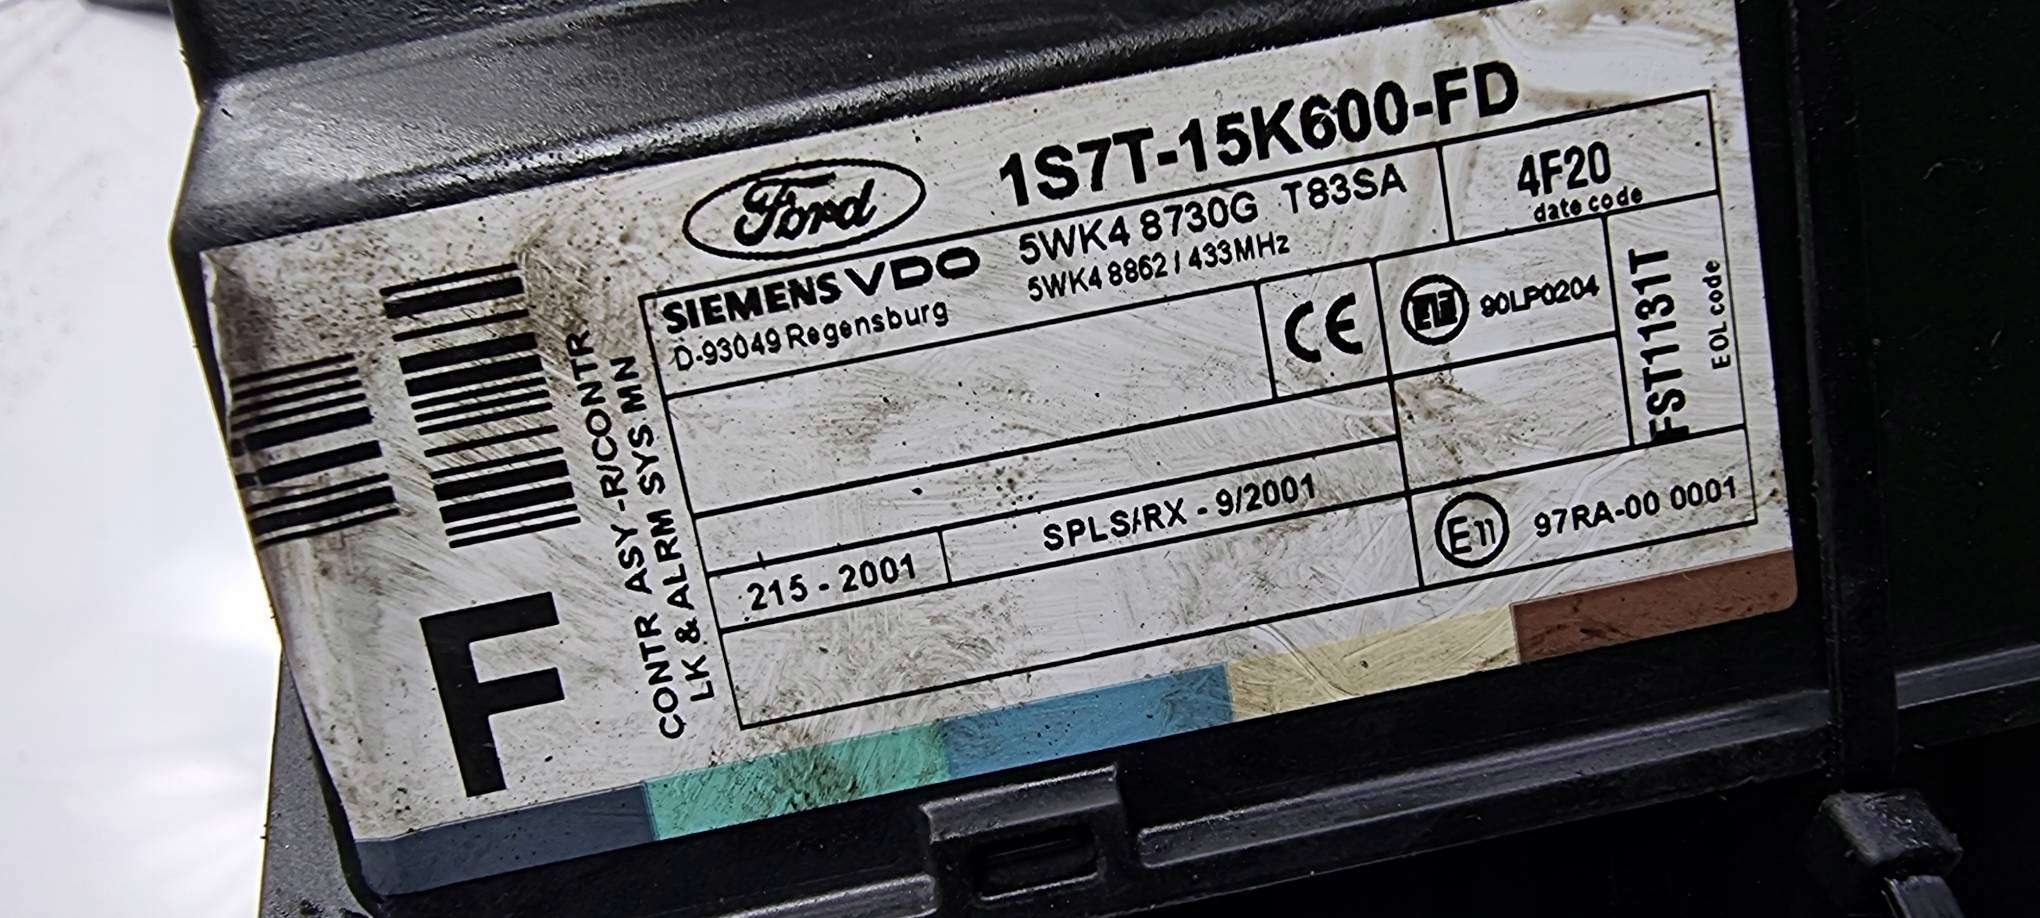 Ford
1S7T-15K600-FD
SIEMENS VDO
D-93049 Regensburg
5WK4 8730G T83SA
5WK4 8862 / 433MHz
4F20
date code
CE
90LP0204
FST1131T
EOL code
215 - 2001
SPLS/RX - 9/2001
E11
97RA-00 0001
CONTR ASY -R/CONTR
LK & ALRM SYS MN
F